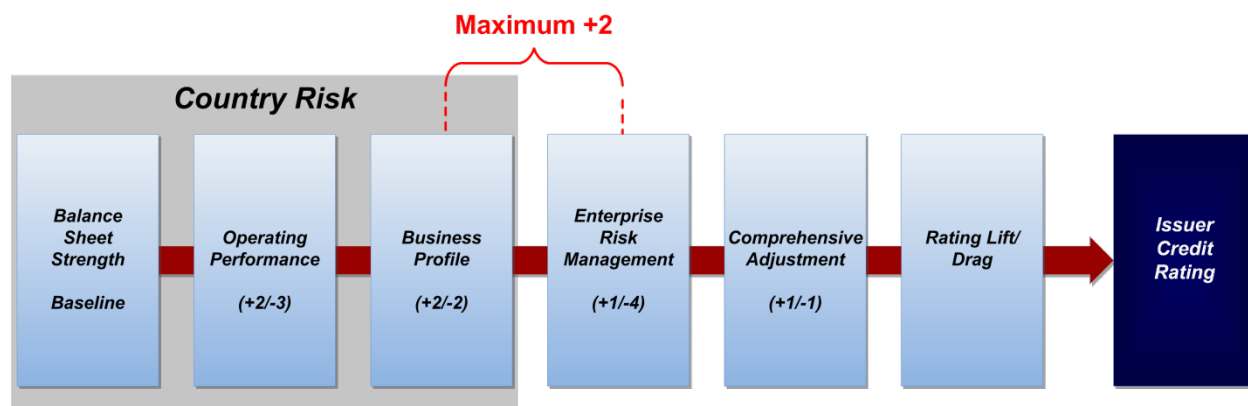 Maximum +2
Country Risk
Balance
Sheet
Strength
Baseline
Operating
Performance
(+2/-3)
Business
Profile
(+2/-2)
Enterprise
Risk
Management
(+1/-4)
Comprehensive
Adjustment
(+1/-1)
Rating Lift/
Drag
Issuer
Credit
Rating